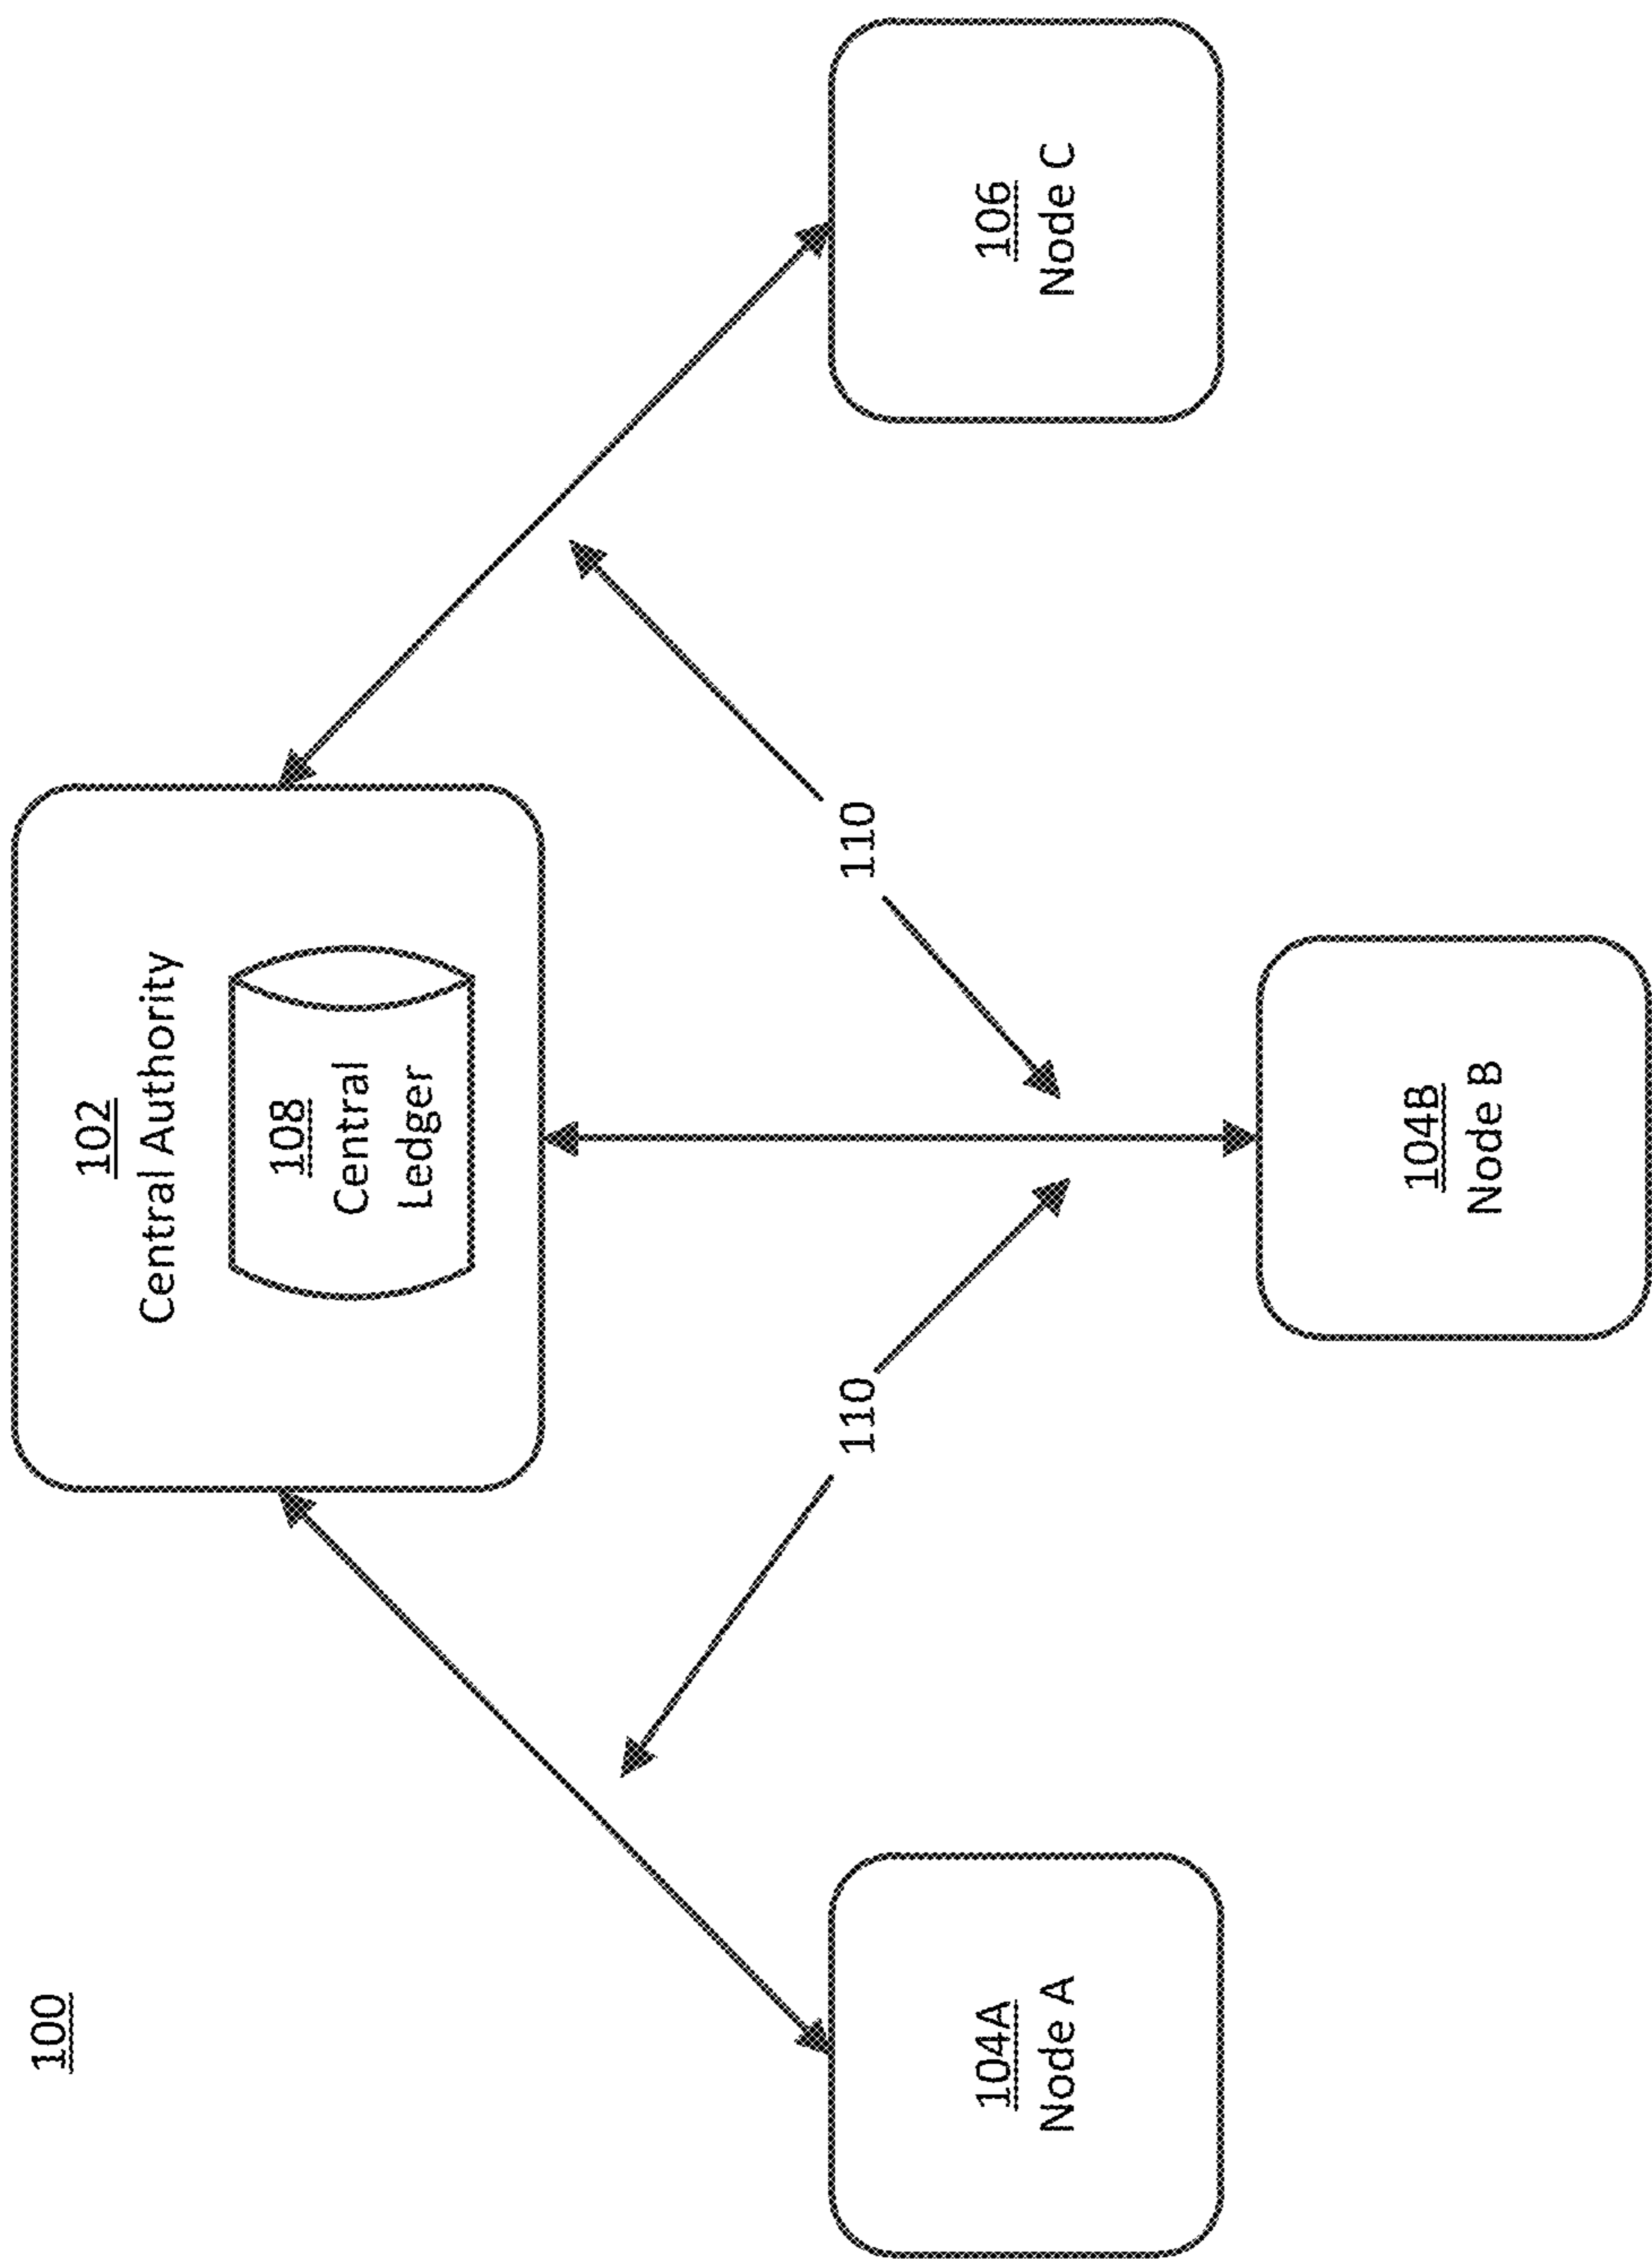 100
102
Central Authority
108
Central
Ledger
110
110
104A
Node A
104B
Node B
106
Node C